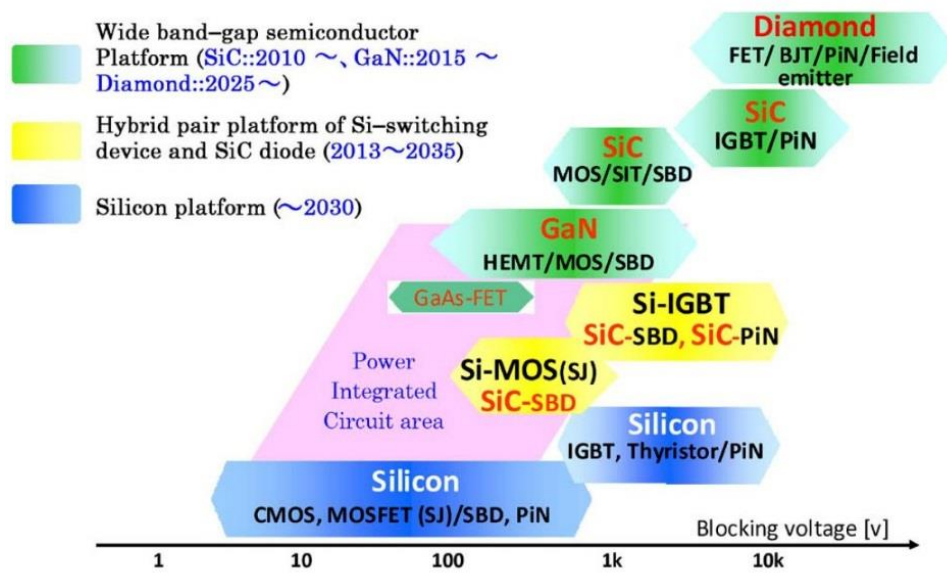 Wide band-gap semiconductor
Platform (SiC::2010 ～、GaN::2015 ～
Diamond::2025～)
Hybrid pair platform of Si-switching
device and SiC diode (2013～2035)
Silicon platform (～2030)
Diamond
FET/ BJT/PiN/Field
emitter
SiC
IGBT/PiN
SiC
MOS/SIT/SBD
GaN
HEMT/MOS/SBD
GaAs-FET
Si-IGBT
SiC-SBD, SiC-PiN
Power
Integrated
Circuit area
Si-MOS(SJ)
SiC-SBD
Silicon
IGBT, Thyristor/PiN
Silicon
CMOS, MOSFET (SJ)/SBD, PiN
Blocking voltage [v]
1 10 100 1k 10k